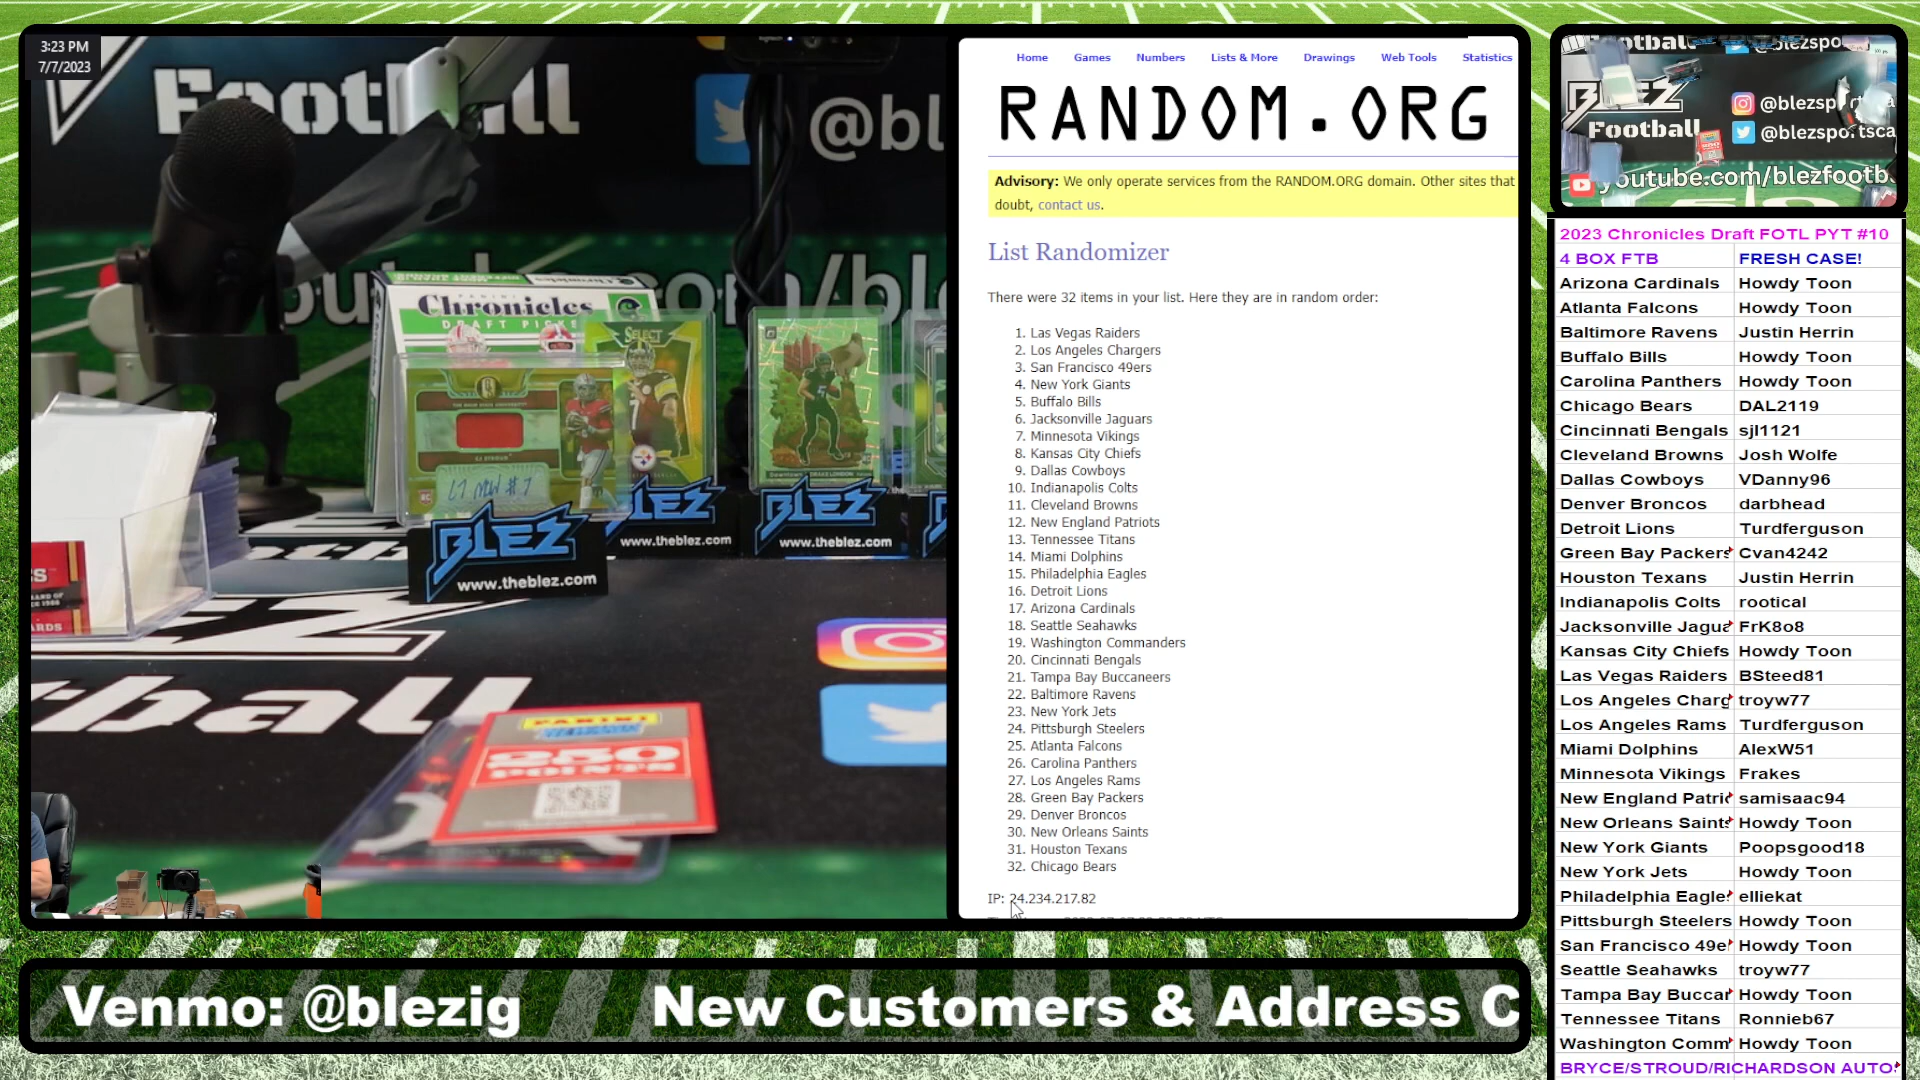 3:23 PM
7/7/2023
Football
@bl
Chronicles
DRAFT PICKS
SELECT
BLEZ
www.theblez.com
BLEZ
www.theblez.com
BLEZ
www.theblez.com
PANINI
250
POINTS
Home Games Numbers Lists & More Drawings Web Tools Statistics
RANDOM.ORG
Advisory: We only operate services from the RANDOM.ORG domain. Other sites that
doubt, contact us.
List Randomizer
There were 32 items in your list. Here they are in random order:
1. Las Vegas Raiders
2. Los Angeles Chargers
3. San Francisco 49ers
4. New York Giants
5. Buffalo Bills
6. Jacksonville Jaguars
7. Minnesota Vikings
8. Kansas City Chiefs
9. Dallas Cowboys
10. Indianapolis Colts
11. Cleveland Browns
12. New England Patriots
13. Tennessee Titans
14. Miami Dolphins
15. Philadelphia Eagles
16. Detroit Lions
17. Arizona Cardinals
18. Seattle Seahawks
19. Washington Commanders
20. Cincinnati Bengals
21. Tampa Bay Buccaneers
22. Baltimore Ravens
23. New York Jets
24. Pittsburgh Steelers
25. Atlanta Falcons
26. Carolina Panthers
27. Los Angeles Rams
28. Green Bay Packers
29. Denver Broncos
30. New Orleans Saints
31. Houston Texans
32. Chicago Bears
IP: 24.234.217.82
BLEZ
Football
@blezsportsca
@blezsportsca
youtube.com/blezfootb
2023 Chronicles Draft FOTL PYT #10
4 BOX FTB FRESH CASE!
Arizona Cardinals Howdy Toon
Atlanta Falcons Howdy Toon
Baltimore Ravens Justin Herrin
Buffalo Bills Howdy Toon
Carolina Panthers Howdy Toon
Chicago Bears DAL2119
Cincinnati Bengals sjl1121
Cleveland Browns Josh Wolfe
Dallas Cowboys VDanny96
Denver Broncos darbhead
Detroit Lions Turdferguson
Green Bay Packers Cvan4242
Houston Texans Justin Herrin
Indianapolis Colts rootical
Jacksonville Jagua FrK8o8
Kansas City Chiefs Howdy Toon
Las Vegas Raiders BSteed81
Los Angeles Charg troyw77
Los Angeles Rams Turdferguson
Miami Dolphins AlexW51
Minnesota Vikings Frakes
New England Patric samisaac94
New Orleans Saints Howdy Toon
New York Giants Poopsgood18
New York Jets Howdy Toon
Philadelphia Eagle elliekat
Pittsburgh Steelers Howdy Toon
San Francisco 49e Howdy Toon
Seattle Seahawks troyw77
Tampa Bay Buccar Howdy Toon
Tennessee Titans Ronnieb67
Washington Comm Howdy Toon
BRYCE/STROUD/RICHARDSON AUTO
Venmo: @blezig New Customers & Address C